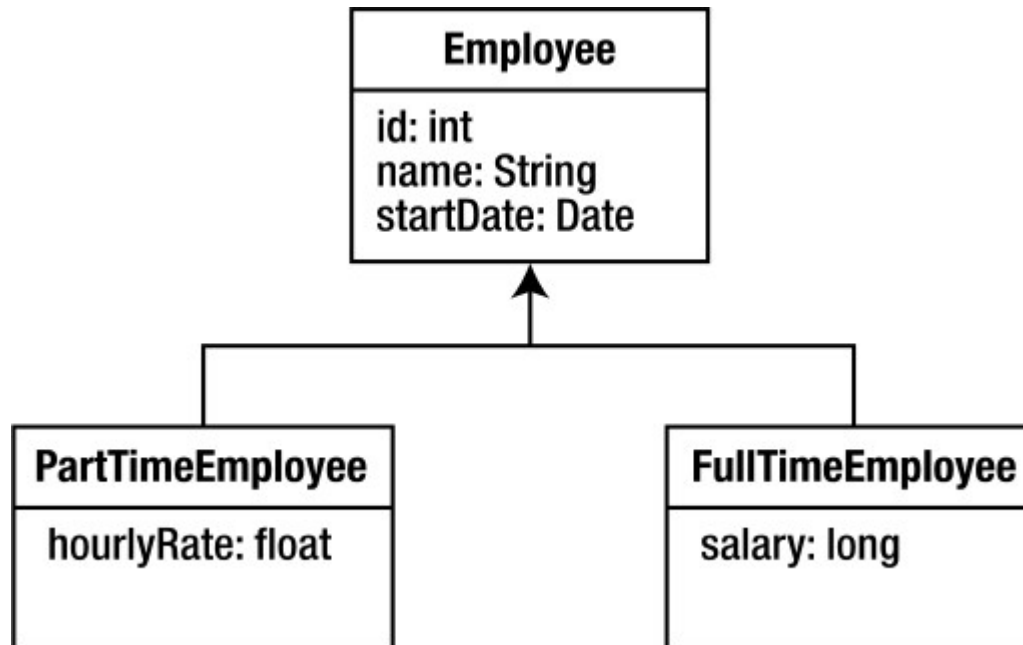 Employee
id: int
name: String
startDate: Date
PartTimeEmployee
hourlyRate: float
FullTimeEmployee
salary: long